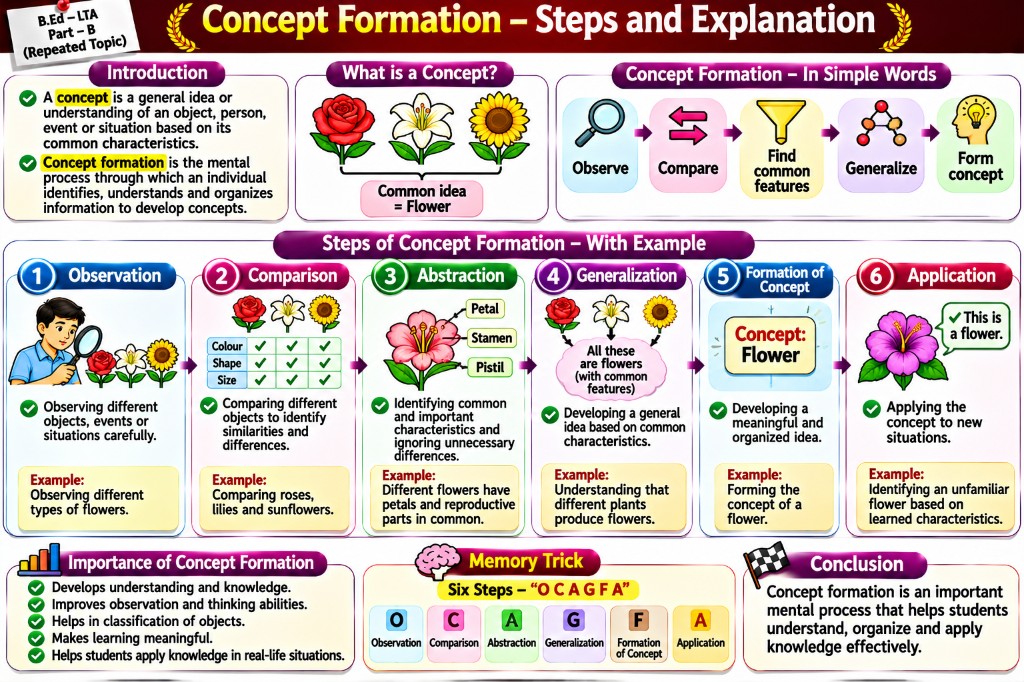 B.Ed – LTA
Part – B
(Repeated Topic)
Concept Formation – Steps and Explanation
Introduction
A concept is a general idea or
understanding of an object, person,
event or situation based on its
common characteristics.
Concept formation is the mental
process through which an individual
identifies, understands and organizes
information to develop concepts.
What is a Concept?
Common idea
= Flower
Concept Formation – In Simple Words
Observe
Compare
Find
common
features
Generalize
Form
concept
Steps of Concept Formation – With Example
1 Observation
Observing different
objects, events or
situations carefully.
Example:
Observing different
types of flowers.
2 Comparison
Colour ✓ ✓ ✓
Shape ✓ ✓ ✓
Size ✓ ✓ ✓
Comparing different
objects to identify
similarities and
differences.
Example:
Comparing roses,
lilies and sunflowers.
3 Abstraction
Petal
Stamen
Pistil
Identifying common
and important
characteristics and
ignoring unnecessary
differences.
Example:
Different flowers have
petals and reproductive
parts in common.
4 Generalization
All these
are flowers
(with common
features)
Developing a general
idea based on common
characteristics.
Example:
Understanding that
different plants
produce flowers.
5 Formation of
Concept
Concept:
Flower
Developing a
meaningful and
organized idea.
Example:
Forming the
concept of a
flower.
6 Application
✓ This is
a flower.
Applying the
concept to new
situations.
Example:
Identifying an unfamiliar
flower based on
learned characteristics.
Importance of Concept Formation
Develops understanding and knowledge.
Improves observation and thinking abilities.
Helps in classification of objects.
Makes learning meaningful.
Helps students apply knowledge in real-life situations.
Memory Trick
Six Steps – “O C A G F A”
O
Observation
C
Comparison
A
Abstraction
G
Generalization
F
Formation
of Concept
A
Application
Conclusion
Concept formation is an important
mental process that helps students
understand, organize and apply
knowledge effectively.